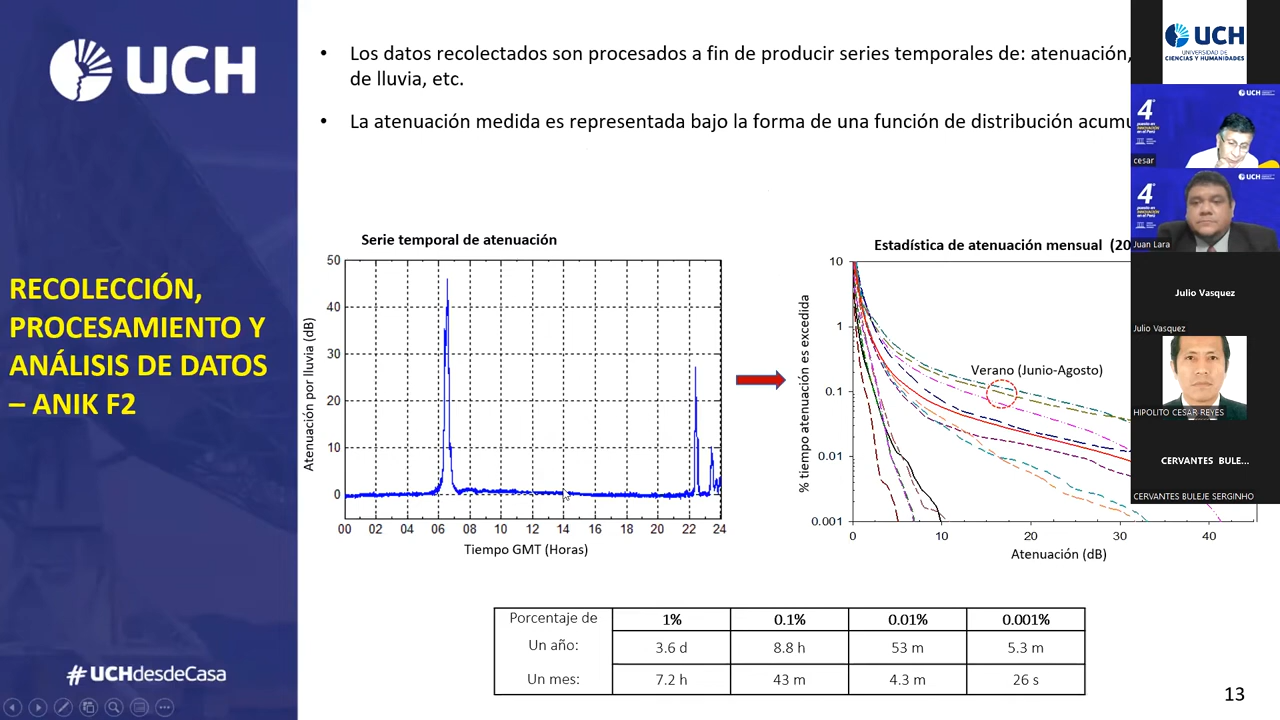 UCH
RECOLECCIÓN,
PROCESAMIENTO Y
ANÁLISIS DE DATOS
– ANIK F2
#UCHdesdeCasa
• Los datos recolectados son procesados a fin de producir series temporales de: atenuación,
de lluvia, etc.
• La atenuación medida es representada bajo la forma de una función de distribución
Serie temporal de atenuación
50
40
30
20
10
0
Atenuación por lluvia (dB)
00 02 04 06 08 10 12 14 16 18 20 22 24
Tiempo GMT (Horas)
Estadística de atenuación mensual (20
10
1
0.1
0.01
0.001
% tiempo atenuación es excedida
Verano (Junio-Agosto)
0 10 20 30 40
Atenuación (dB)
Porcentaje de 1% 0.1% 0.01% 0.001%
Un año: 3.6 d 8.8 h 53 m 5.3 m
Un mes: 7.2 h 43 m 4.3 m 26 s
13
UCH
UNIVERSIDAD DE
CIENCIAS Y HUMANIDADES
UCH
4
cesar
UCH
4
Juan Lara
Julio Vasquez
Julio Vasquez
HIPOLITO CESAR REYES
CERVANTES BULE...
CERVANTES BULEJE SERGINHO